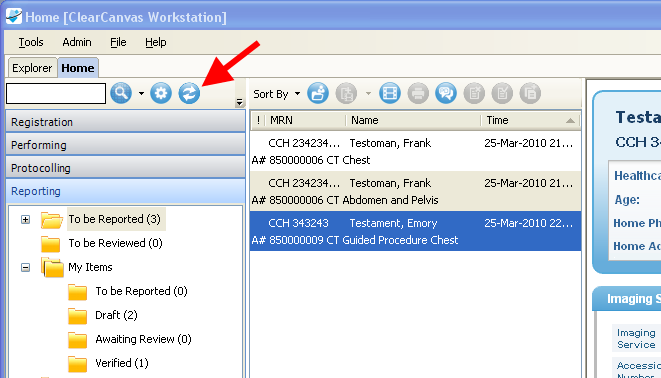 Home [ClearCanvas Workstation]
Tools Admin File Help
Explorer Home
Sort By
Registration
Performing
Protocolling
Reporting
To be Reported (3)
To be Reviewed (0)
My Items
To be Reported (0)
Draft (2)
Awaiting Review (0)
Verified (1)
! MRN Name Time
CCH 234234... Testoman, Frank 25-Mar-2010 21...
A# 850000006 CT Chest
CCH 234234... Testoman, Frank 25-Mar-2010 21...
A# 850000006 CT Abdomen and Pelvis
CCH 343243 Testament, Emory 25-Mar-2010 22...
A# 850000009 CT Guided Procedure Chest
Testa
CCH 34
Healthca
Age:
Home Ph
Home Ad
Imaging S
Imaging
Service
Accessio
Number